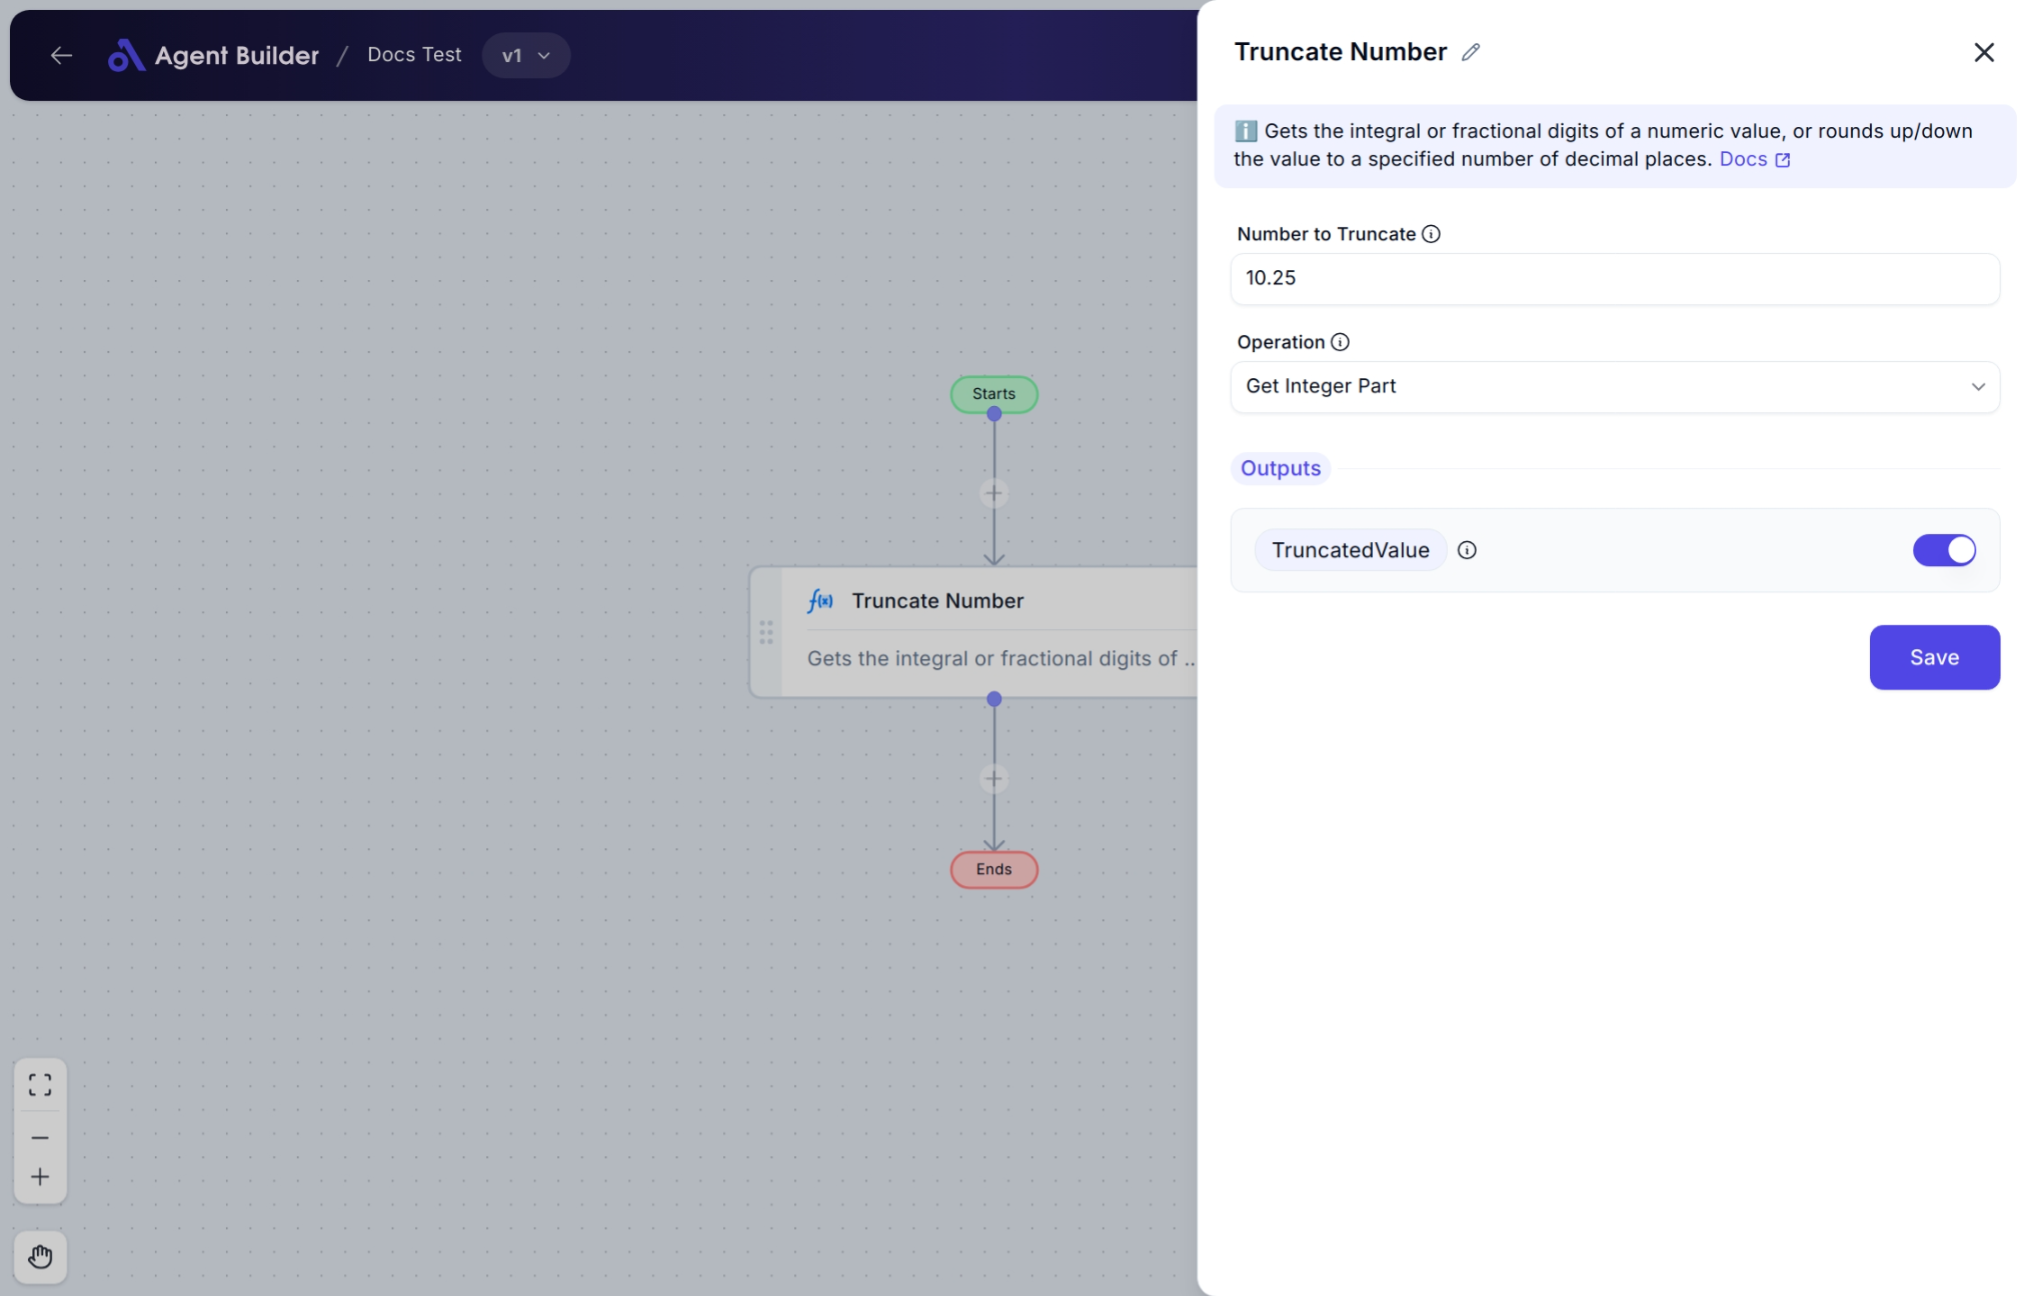 Agent Builder / Docs Test v1
Truncate Number
Gets the integral or fractional digits of a numeric value, or rounds up/down
the value to a specified number of decimal places. Docs
Number to Truncate
10.25
Operation
Get Integer Part
Outputs
TruncatedValue
Save
Starts
Truncate Number
Gets the integral or fractional digits of ..
Ends